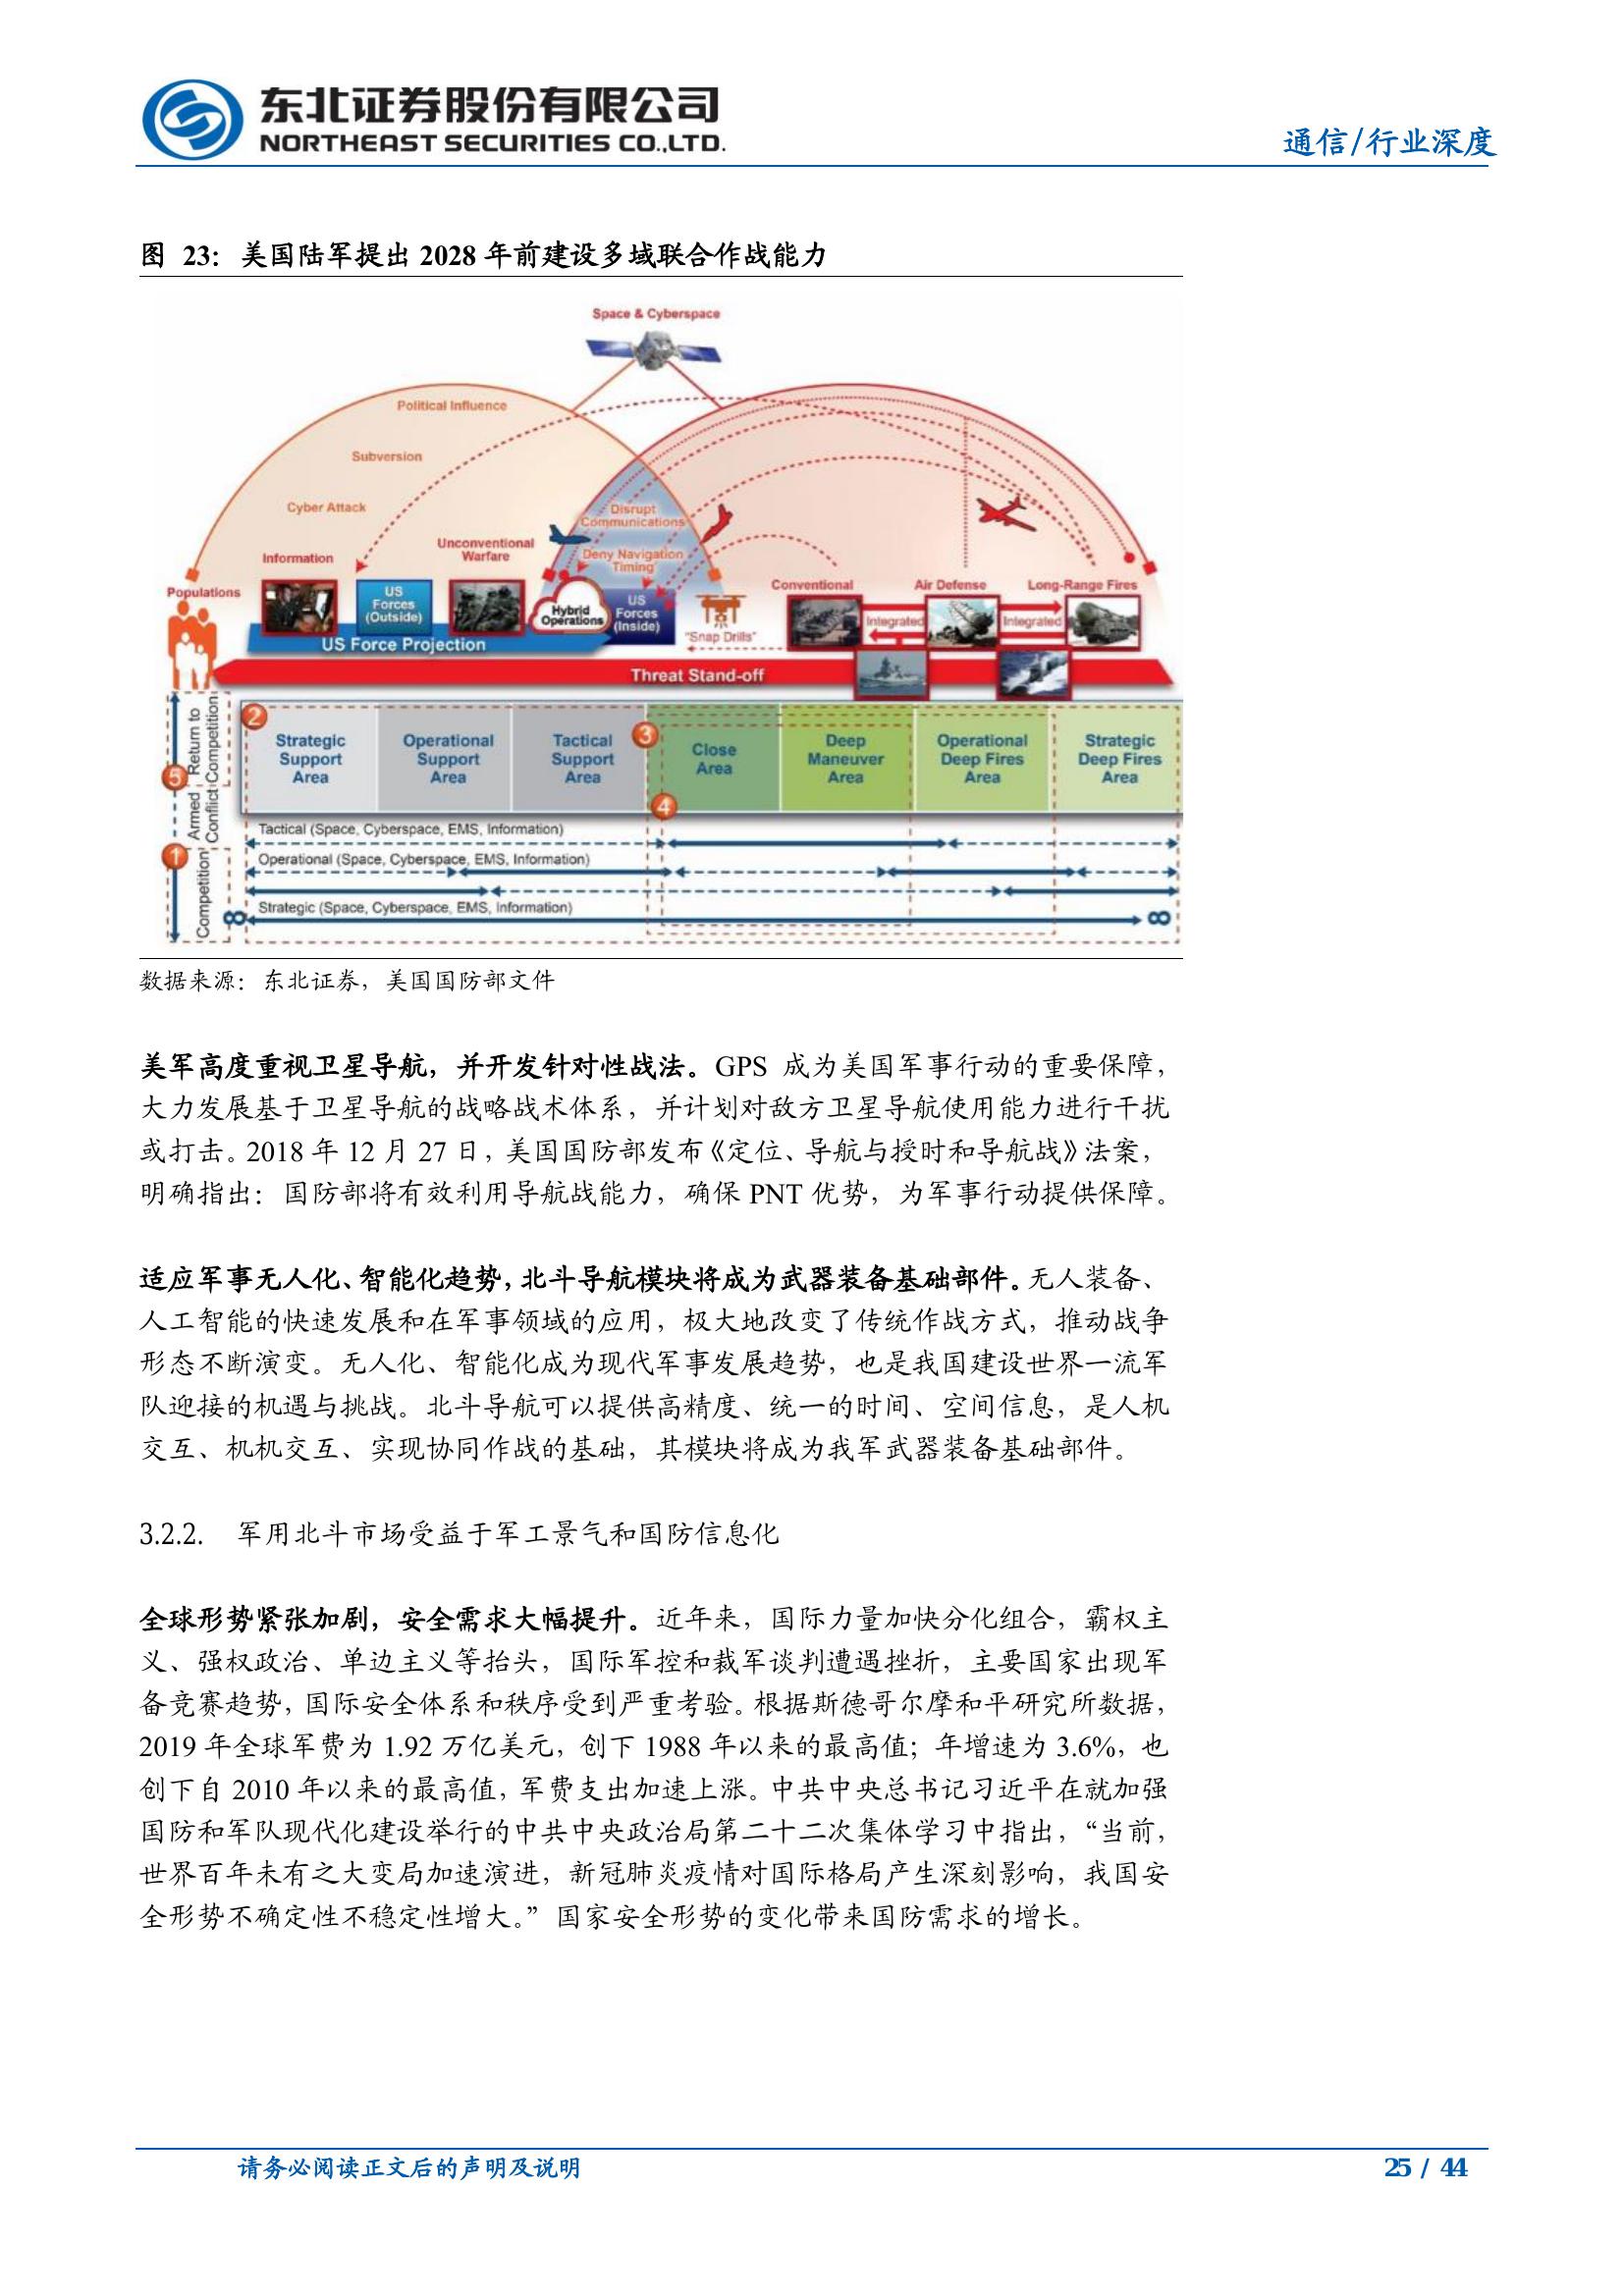 东北证券股份有限公司
NORTHEAST SECURITIES CO.,LTD.
通信/行业深度
图 23：美国陆军提出 2028 年前建设多域联合作战能力
Space & Cyberspace
Political Influence
Subversion
Cyber Attack
Disrupt
Communications
Deny Navigation
Timing
Information
Unconventional
Warfare
Populations
US
Forces
(Outside)
Hybrid
Operations
US
Forces
(Inside)
"Snap Drills"
Conventional
Air Defense
Long-Range Fires
Integrated
Integrated
US Force Projection
Threat Stand-off
Return to
Competition
Armed
Conflict
Competition
5
1
2
3
4
Strategic
Support
Area
Operational
Support
Area
Tactical
Support
Area
Close
Area
Deep
Maneuver
Area
Operational
Deep Fires
Area
Strategic
Deep Fires
Area
Tactical (Space, Cyberspace, EMS, Information)
Operational (Space, Cyberspace, EMS, Information)
Strategic (Space, Cyberspace, EMS, Information)
∞
∞
数据来源：东北证券，美国国防部文件
美军高度重视卫星导航，并开发针对性战法。GPS 成为美国军事行动的重要保障，
大力发展基于卫星导航的战略战术体系，并计划对敌方卫星导航使用能力进行干扰
或打击。2018 年 12 月 27 日，美国国防部发布《定位、导航与授时和导航战》法案，
明确指出：国防部将有效利用导航战能力，确保 PNT 优势，为军事行动提供保障。
适应军事无人化、智能化趋势，北斗导航模块将成为武器装备基础部件。无人装备、
人工智能的快速发展和在军事领域的应用，极大地改变了传统作战方式，推动战争
形态不断演变。无人化、智能化成为现代军事发展趋势，也是我国建设世界一流军
队迎接的机遇与挑战。北斗导航可以提供高精度、统一的时间、空间信息，是人机
交互、机机交互、实现协同作战的基础，其模块将成为我军武器装备基础部件。
3.2.2. 军用北斗市场受益于军工景气和国防信息化
全球形势紧张加剧，安全需求大幅提升。近年来，国际力量加快分化组合，霸权主
义、强权政治、单边主义等抬头，国际军控和裁军谈判遭遇挫折，主要国家出现军
备竞赛趋势，国际安全体系和秩序受到严重考验。根据斯德哥尔摩和平研究所数据，
2019 年全球军费为 1.92 万亿美元，创下 1988 年以来的最高值；年增速为 3.6%，也
创下自 2010 年以来的最高值，军费支出加速上涨。中共中央总书记习近平在就加强
国防和军队现代化建设举行的中共中央政治局第二十二次集体学习中指出，“当前，
世界百年未有之大变局加速演进，新冠肺炎疫情对国际格局产生深刻影响，我国安
全形势不确定性不稳定性增大。”国家安全形势的变化带来国防需求的增长。
请务必阅读正文后的声明及说明
25 / 44